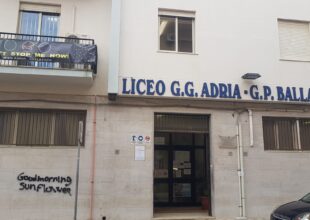 STOP ME NOW!
LICEO G.G. ADRIA - G.P. BALLA
Goodmorning
sunflower